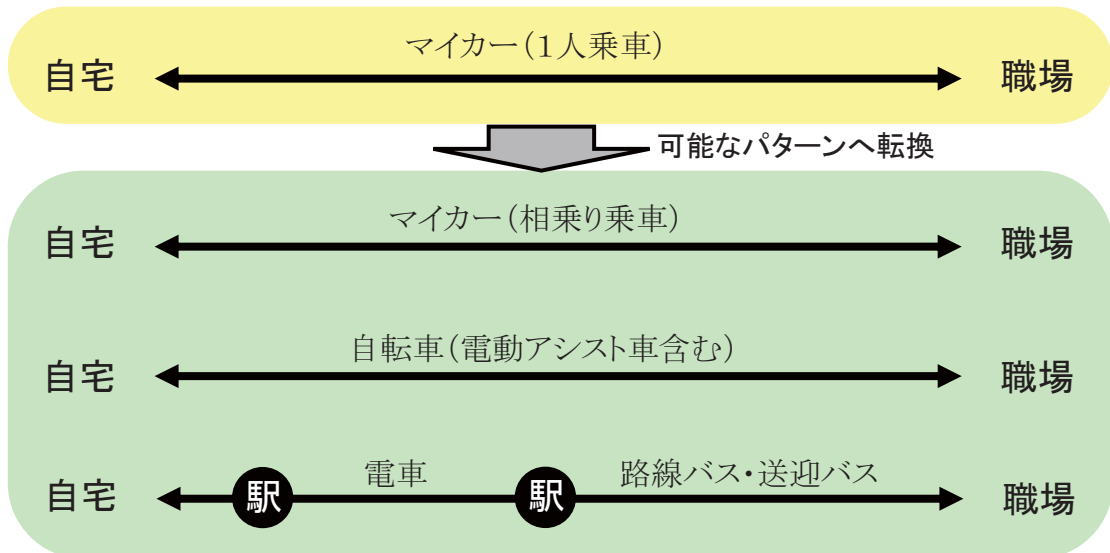 マイカー(1人乗車)
自宅 職場
可能なパターンへ転換
マイカー(相乗り乗車)
自宅 職場
自転車(電動アシスト車含む)
自宅 職場
電車 路線バス・送迎バス
自宅 駅 駅 職場